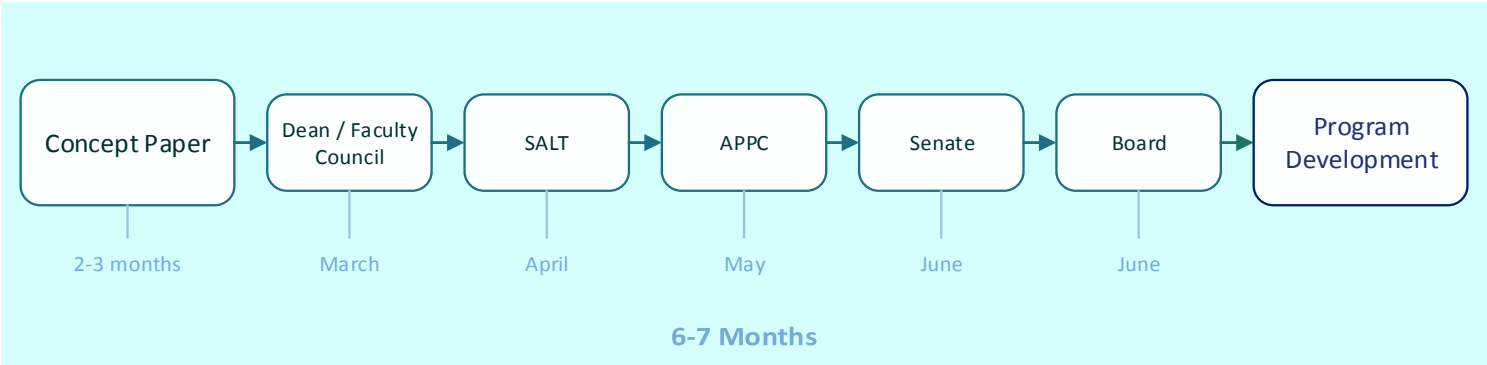 Concept Paper
Dean / Faculty
Council
SALT
APPC
Senate
Board
Program
Development
2-3 months
March
April
May
June
June
6-7 Months